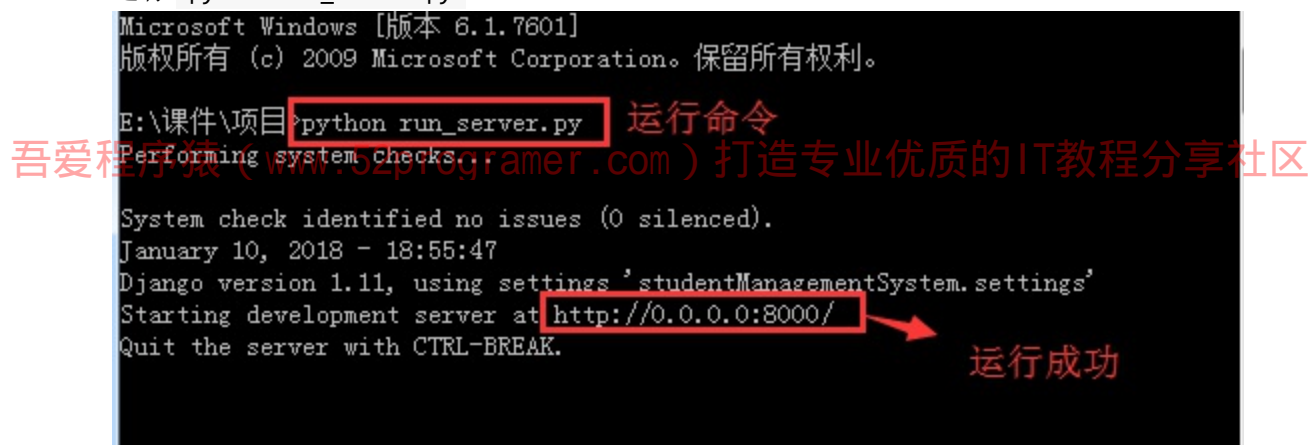 Microsoft Windows [版本 6.1.7601]
版权所有 (c) 2009 Microsoft Corporation。保留所有权利。
E:\课件\项目>python run_server.py 运行命令
Performing system checks...
吾爱程序猿（www.52programer.com）打造专业优质的IT教程分享社区
System check identified no issues (0 silenced).
January 10, 2018 - 18:55:47
Django version 1.11, using settings 'studentManagementSystem.settings'
Starting development server at http://0.0.0.0:8000/
Quit the server with CTRL-BREAK.
运行成功